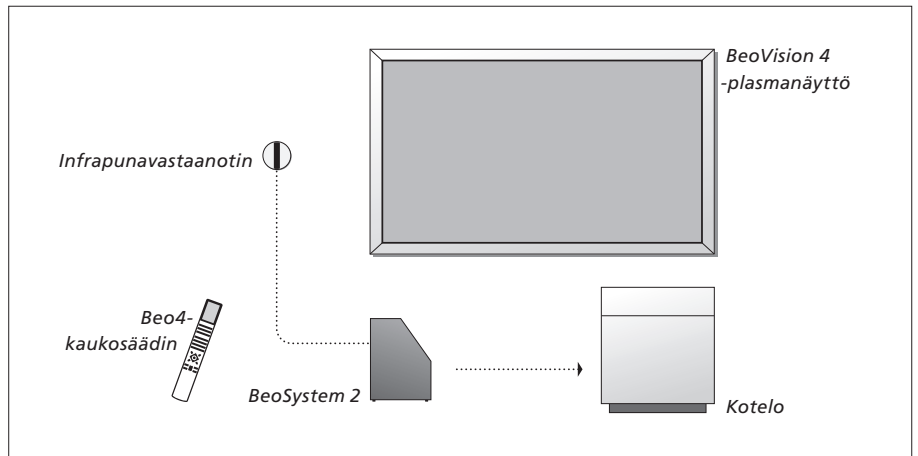 BeoVision 4
-plasmanäyttö
Infrapunavastaanotin
Beo4-
kaukosäädin
BeoSystem 2
Kotelo